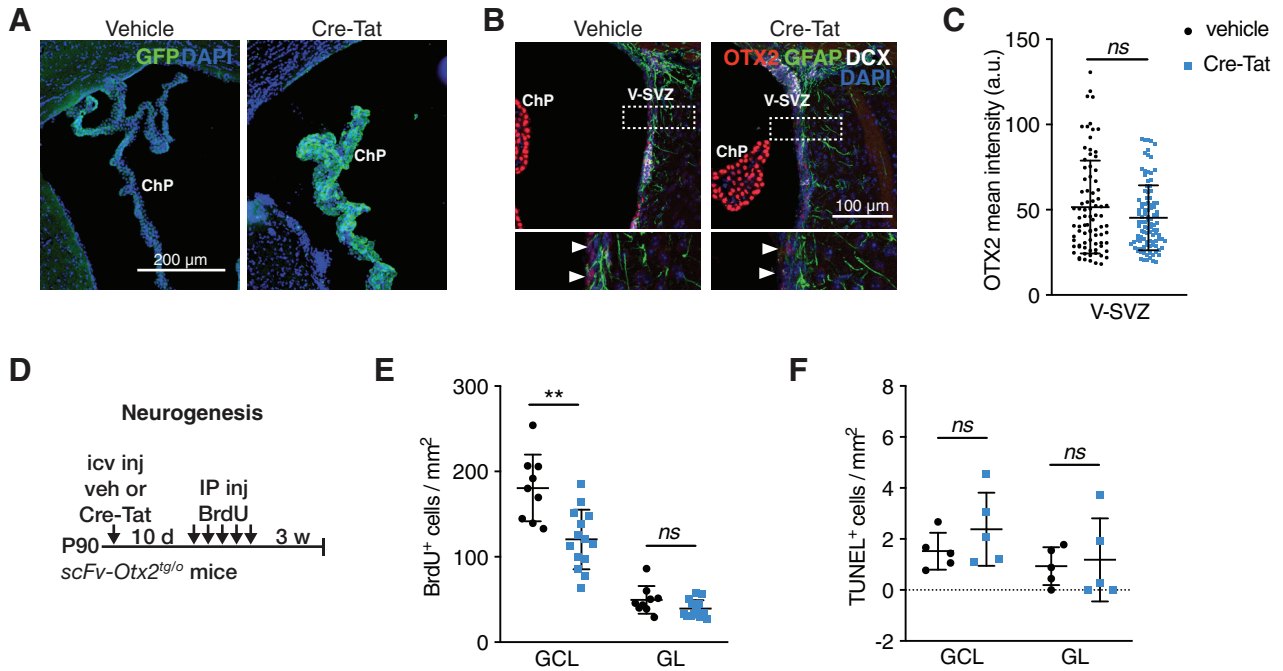 A
Vehicle
Cre-Tat
GFP DAPI
ChP
200 µm
ChP
B
Vehicle
Cre-Tat
V-SVZ
ChP
OTX2 GFAP DCX
DAPI
V-SVZ
ChP
100 µm
C
vehicle
Cre-Tat
OTX2 mean intensity (a.u.)
150
100
50
0
ns
V-SVZ
D
Neurogenesis
icv inj
veh or
Cre-Tat
IP inj
BrdU
P90
10 d
3 w
scFv-Otx2tg/o mice
E
BrdU+ cells / mm2
300
200
100
0
**
ns
GCL
GL
F
TUNEL+ cells / mm2
8
6
4
2
0
-2
ns
ns
GCL
GL